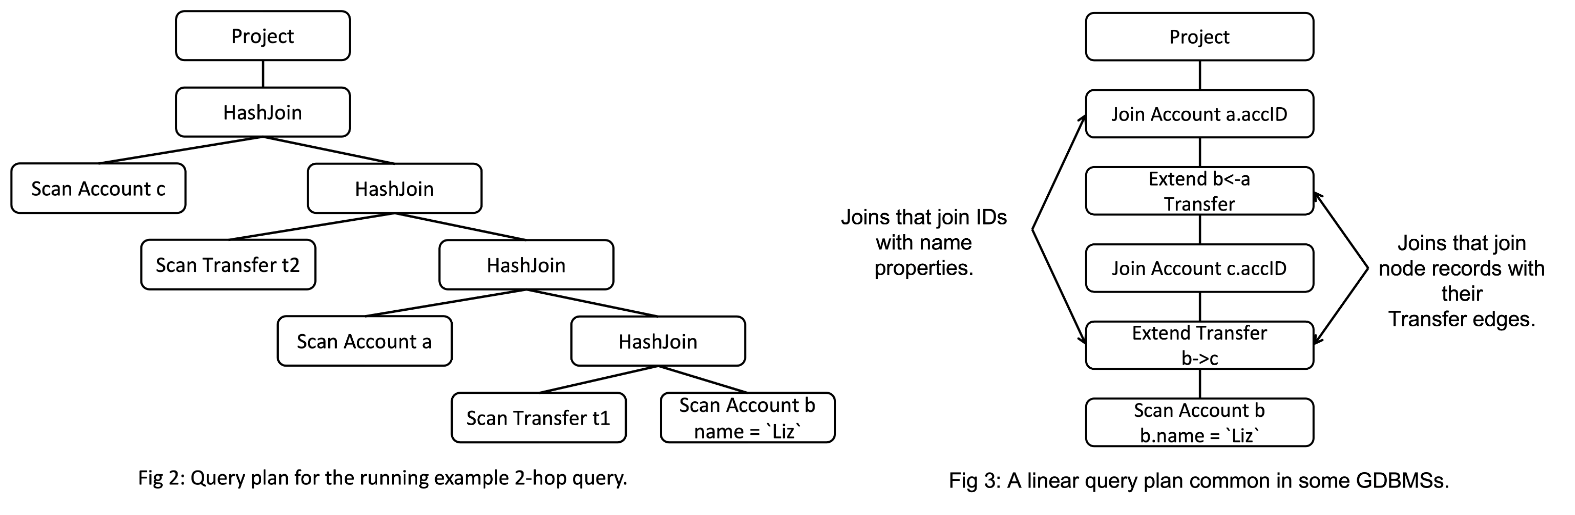 Project
HashJoin
Scan Account c
HashJoin
Scan Transfer t2
HashJoin
Scan Account a
HashJoin
Scan Transfer t1
Scan Account b
name = `Liz`
Fig 2: Query plan for the running example 2-hop query.
Project
Join Account a.accID
Extend b<-a
Transfer
Join Account c.accID
Extend Transfer
b->c
Scan Account b
b.name = `Liz`
Joins that join IDs
with name
properties.
Joins that join
node records with
their
Transfer edges.
Fig 3: A linear query plan common in some GDBMSs.